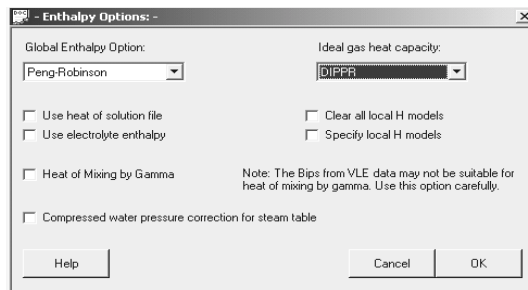 - Enthalpy Options: -
Global Enthalpy Option:
Ideal gas heat capacity:
Peng-Robinson
DIPPR
Use heat of solution file
Clear all local H models
Use electrolyte enthalpy
Specify local H models
Heat of Mixing by Gamma
Note: The Bips from VLE data may not be suitable for
heat of mixing by gamma. Use this option carefully.
Compressed water pressure correction for steam table
Help
Cancel
OK